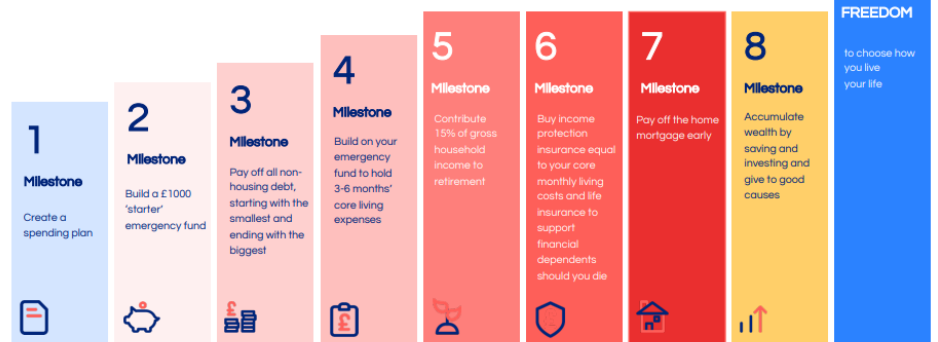 1
Milestone
Create a
spending plan
2
Milestone
Build a £1000
'starter'
emergency fund
3
Milestone
Pay off all non-
housing debt,
starting with the
smallest and
ending with the
biggest
£
4
Milestone
Build on your
emergency
fund to hold
3-6 months'
core living
expenses
£
5
Milestone
Contribute
15% of gross
household
income to
retirement
6
Milestone
Buy income
protection
insurance equal
to your core
monthly living
costs and life
insurance to
support
financial
dependents
should you die
7
Milestone
Pay off the home
mortgage early
8
Milestone
Accumulate
wealth by
saving and
investing and
give to good
causes
FREEDOM
to choose how
you live
your life